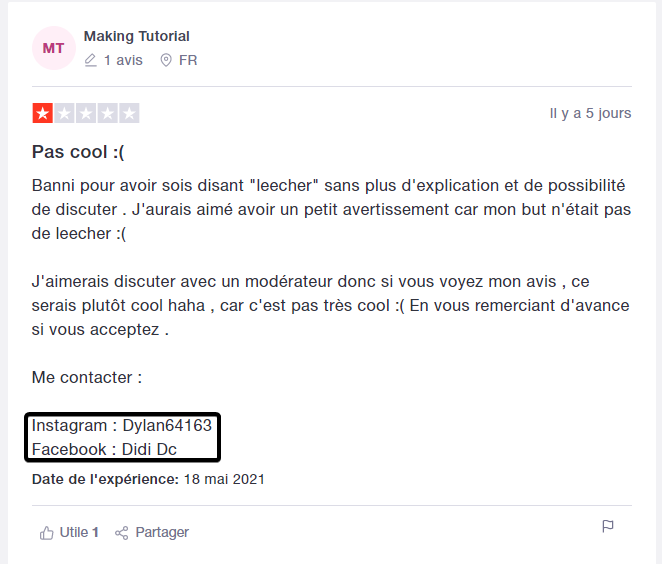 MT
Making Tutorial
1 avis FR
Il y a 5 jours
Pas cool :(
Banni pour avoir sois disant "leecher" sans plus d'explication et de possibilité
de discuter . J'aurais aimé avoir un petit avertissement car mon but n'était pas
de leecher :(
J'aimerais discuter avec un modérateur donc si vous voyez mon avis , ce
serais plutôt cool haha , car c'est pas très cool :( En vous remerciant d'avance
si vous acceptez .
Me contacter :
Instagram : Dylan64163
Facebook : Didi Dc
Date de l'expérience: 18 mai 2021
Utile 1 Partager